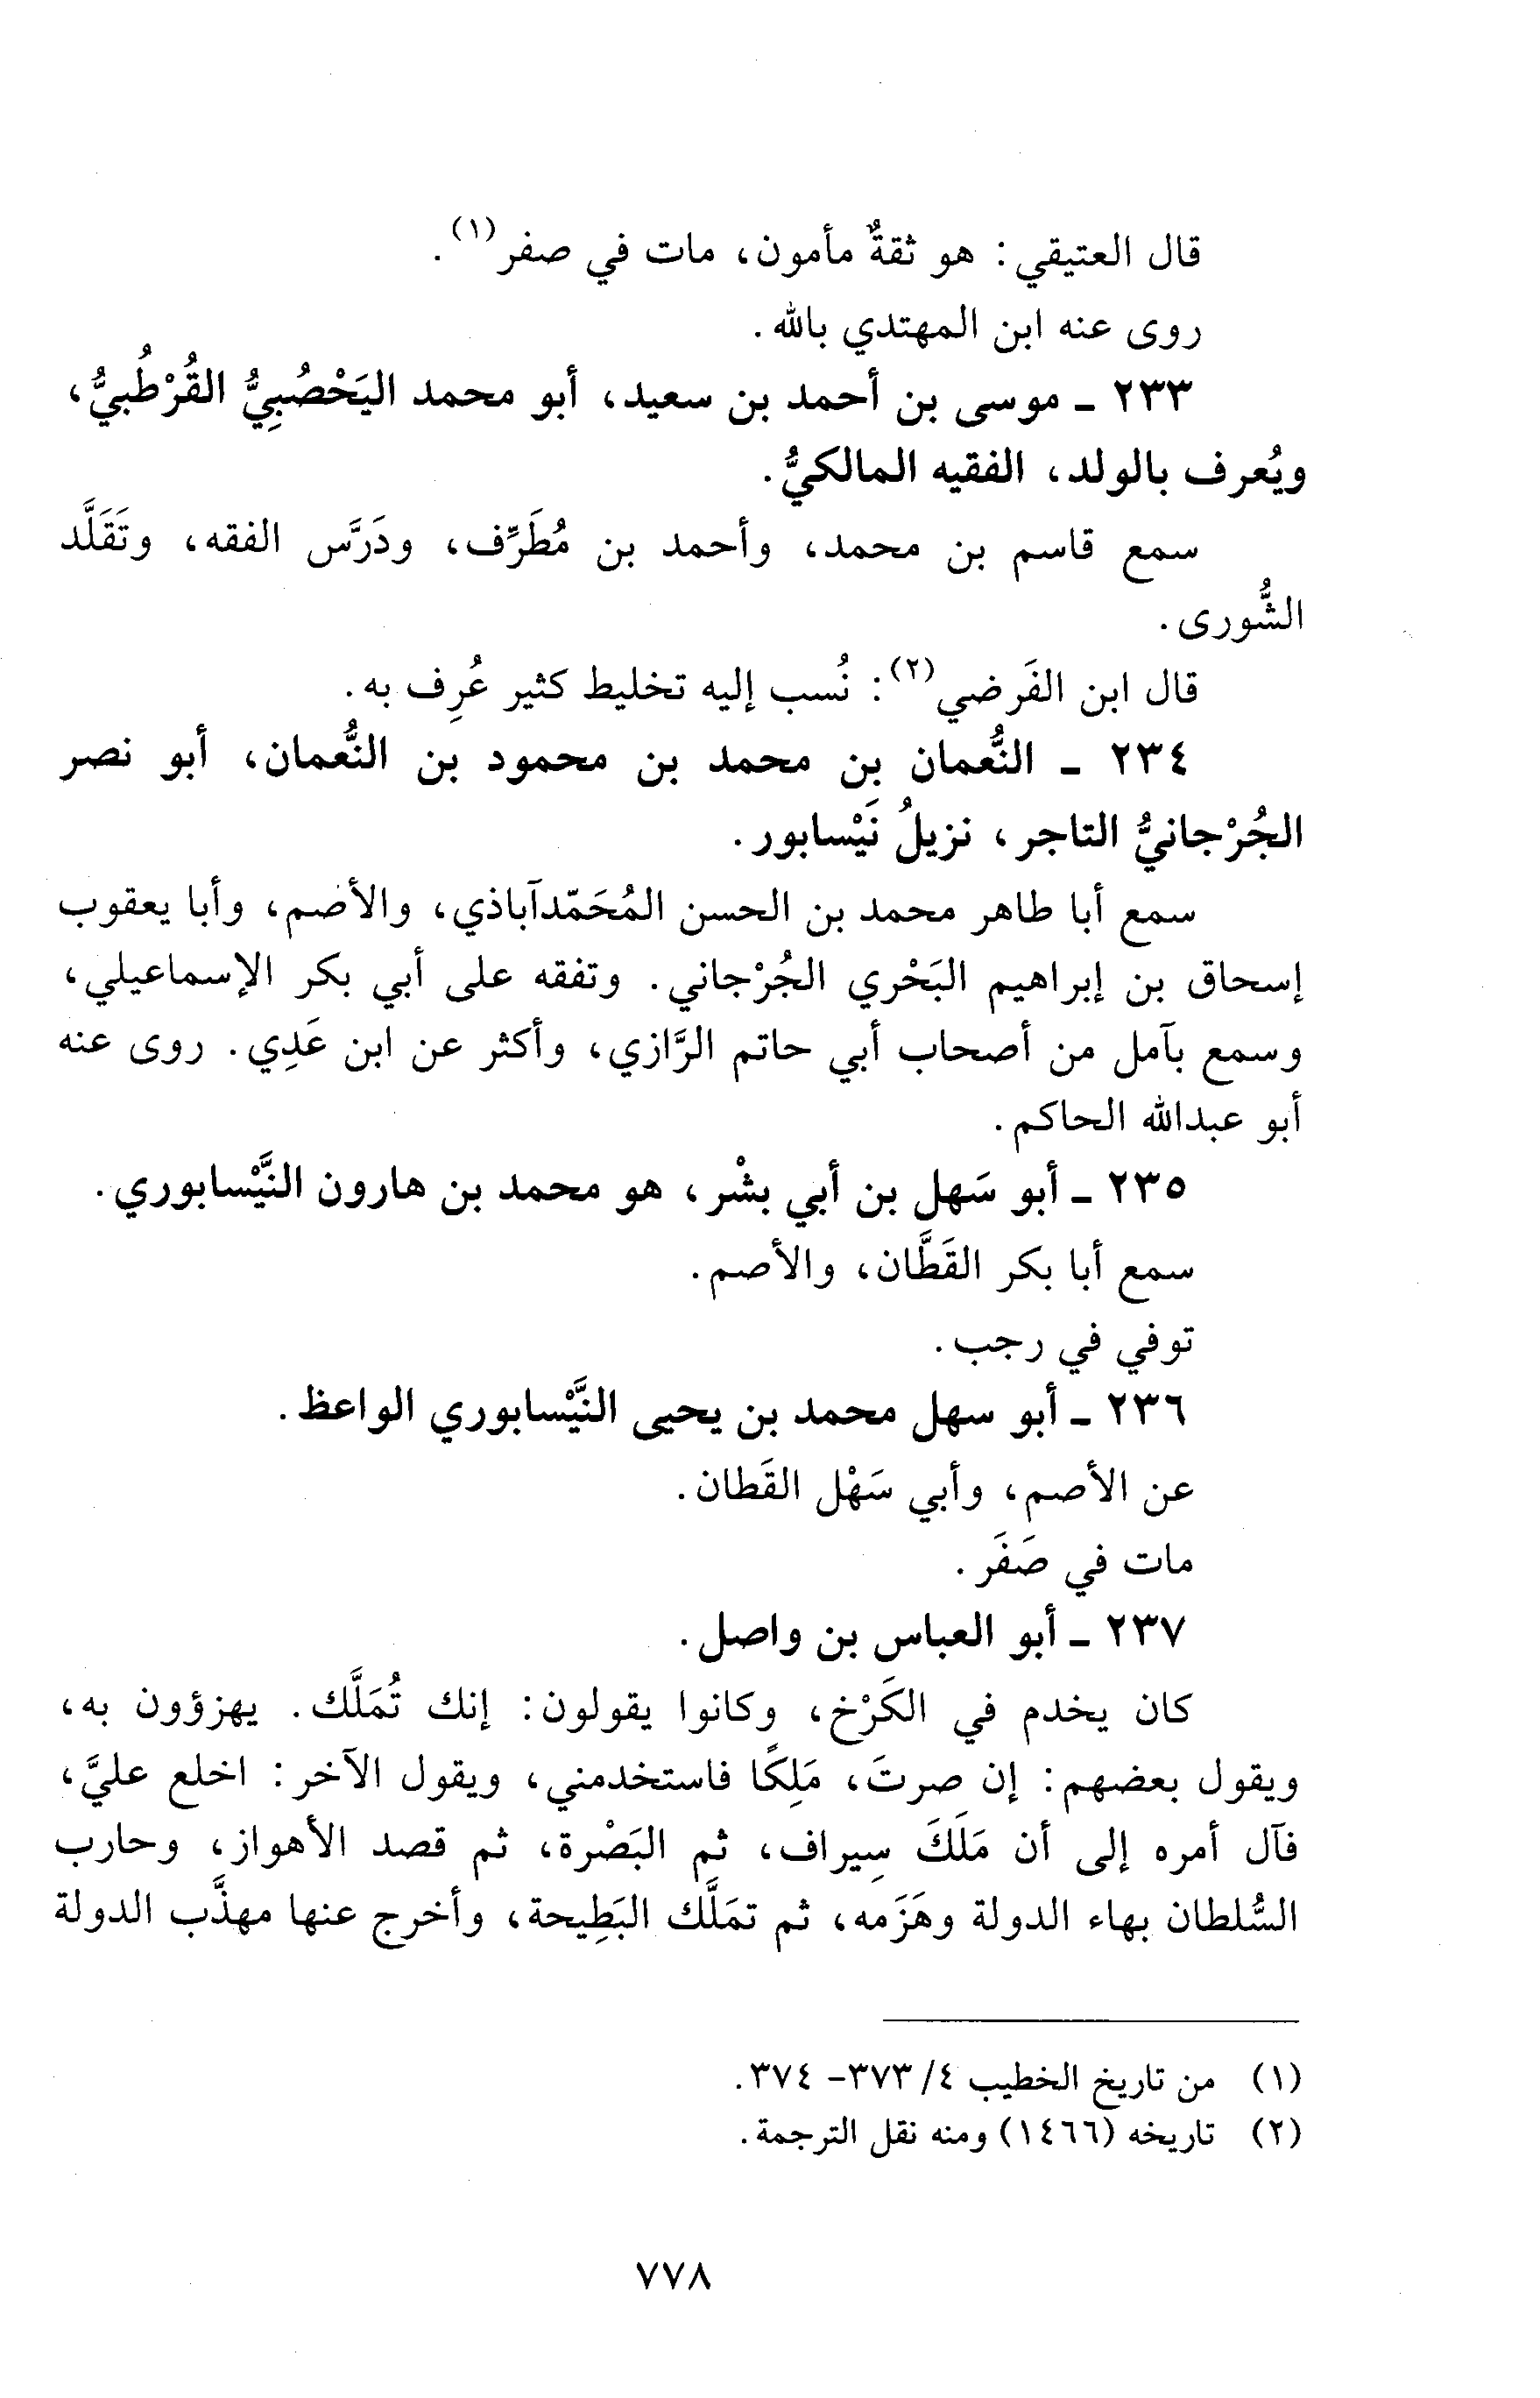 قال العتيقي: هو ثقةٌ مأمون، مات في صفر(١).
روى عنه ابن المهتدي بالله.
٢٣٣ ـ موسى بن أحمد بن سعيد، أبو محمد اليَحْصُبِيُّ القُرْطُبيُّ،
ويُعرف بالولد، الفقيه المالكيُّ.
سمع قاسم بن محمد، وأحمد بن مُطَرِّف، ودَرَّس الفقه، وتَقَلَّد
الشُّورى.
قال ابن الفَرضي(٢): نُسب إليه تخليط كثير عُرِف به.
٢٣٤ ـ النُّعمان بن محمد بن محمود بن النُّعمان، أبو نصر
الجُرْجانيُّ التاجر، نزيلُ نَيْسابور.
سمع أبا طاهر محمد بن الحسن المُحَمّدآباذي، والأصم، وأبا يعقوب
إسحاق بن إبراهيم البَحْري الجُرْجاني. وتفقه على أبي بكر الإسماعيلي،
وسمع بآمل من أصحاب أبي حاتم الرَّازي، وأكثر عن ابن عَدِي. روى عنه
أبو عبدالله الحاكم.
٢٣٥ ـ أبو سَهل بن أبي بشْر، هو محمد بن هارون النَّيْسابوري.
سمع أبا بكر القَطَّان، والأصم.
توفي في رجب.
٢٣٦ ـ أبو سهل محمد بن يحيى النَّيْسابوري الواعظ.
عن الأصم، وأبي سَهْل القَطان.
مات في صَفَر.
٢٣٧ ـ أبو العباس بن واصل.
كان يخدم في الكَرْخ، وكانوا يقولون: إنك تُمَلَّك. يهزؤون به،
ويقول بعضهم: إن صرتَ، مَلِكًا فاستخدمني، ويقول الآخر: اخلع عليَّ،
فآل أمره إلى أن مَلَكَ سِيراف، ثم البَصْرة، ثم قصد الأهواز، وحارب
السُّلطان بهاء الدولة وهَزَمه، ثم تمَلَّك البَطِيحة، وأخرج عنها مهذَّب الدولة
(١) من تاريخ الخطيب ٤/ ٣٧٣- ٣٧٤.
(٢) تاريخه (١٤٦٦) ومنه نقل الترجمة.
٧٧٨